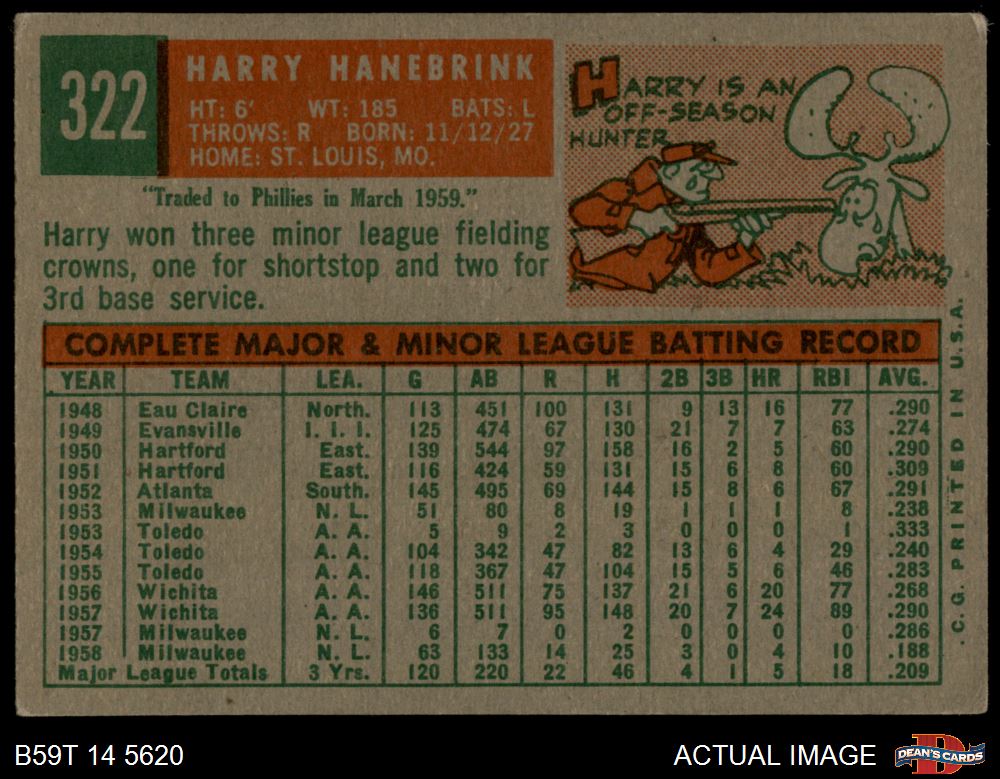 322
HARRY HANEBRINK
HT: 6' WT: 185 BATS: L
THROWS: R BORN: 11/12/27
HOME: ST. LOUIS, MO.
"Traded to Phillies in March 1959."
Harry won three minor league fielding
crowns, one for shortstop and two for
3rd base service.
HARRY IS AN
OFF-SEASON
HUNTER
COMPLETE MAJOR & MINOR LEAGUE BATTING RECORD
YEAR TEAM LEA. G AB R H 2B 3B HR RBI AVG.
1948 Eau Claire North. 113 451 100 131 9 13 16 77 .290
1949 Evansville I. I. I. 125 474 67 130 21 7 7 63 .274
1950 Hartford East. 139 544 97 158 16 2 5 60 .290
1951 Hartford East. 116 424 59 131 15 6 8 60 .309
1952 Atlanta South. 145 495 69 144 15 8 6 67 .291
1953 Milwaukee N. L. 51 80 8 19 1 1 1 8 .238
1953 Toledo A. A. 5 9 2 3 0 0 0 1 .333
1954 Toledo A. A. 104 342 47 82 13 6 4 29 .240
1955 Toledo A. A. 118 367 47 104 15 5 6 46 .283
1956 Wichita A. A. 146 511 75 137 21 6 20 77 .268
1957 Wichita A. A. 136 511 95 148 20 7 24 89 .290
1957 Milwaukee N. L. 6 7 0 2 0 0 0 0 .286
1958 Milwaukee N. L. 63 133 14 25 3 0 4 10 .188
Major League Totals 3 Yrs. 120 220 22 46 4 1 5 18 .209
.C.G. PRINTED IN U.S.A.
B59T 14 5620
ACTUAL IMAGE
D
DEAN'S CARDS